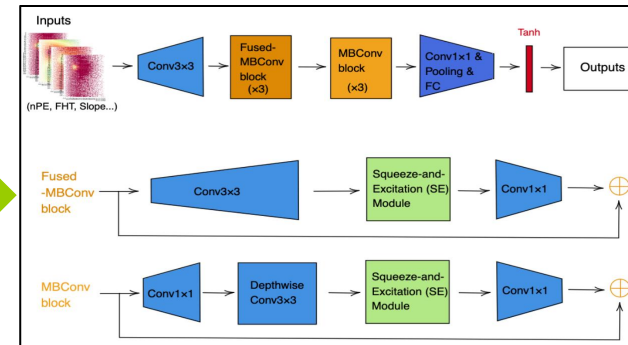 Inputs
(nPE, FHT, Slope...)
Conv3×3
Fused-
MBConv
block
(×3)
MBConv
block
(×3)
Conv1×1 &
Pooling &
FC
Tanh
Outputs
Fused
-MBConv
block
Conv3×3
Squeeze-and-
Excitation (SE)
Module
Conv1×1
MBConv
block
Conv1×1
Depthwise
Conv3×3
Squeeze-and-
Excitation (SE)
Module
Conv1×1